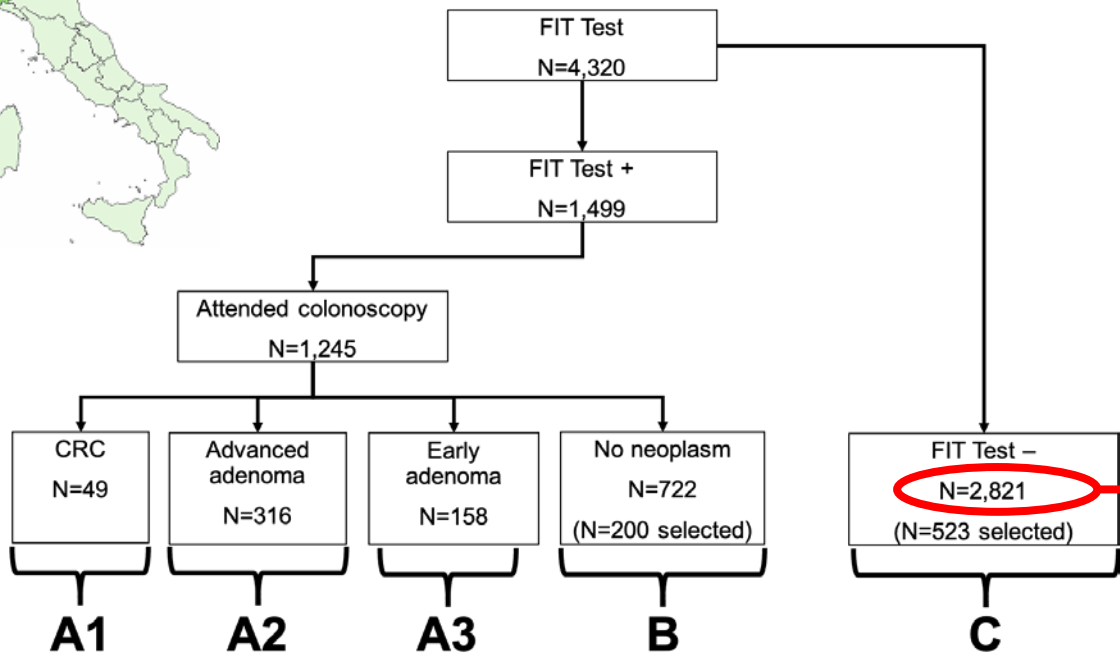 FIT Test
N=4,320
FIT Test +
N=1,499
Attended colonoscopy
N=1,245
CRC
N=49
Advanced
adenoma
N=316
Early
adenoma
N=158
No neoplasm
N=722
(N=200 selected)
FIT Test –
N=2,821
(N=523 selected)
A1
A2
A3
B
C